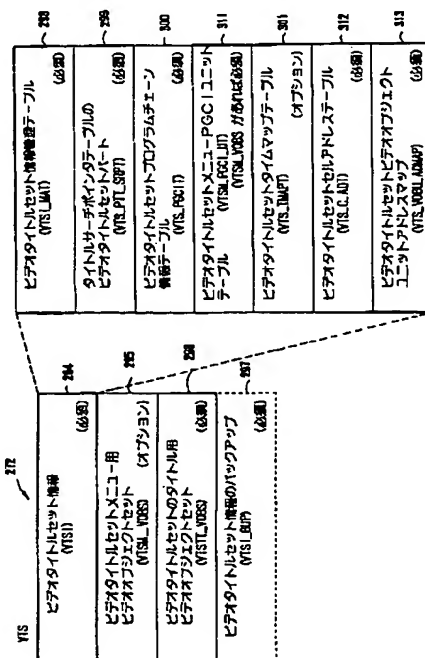 VTS
272
ビデオタイトルセット情報
(VTSI)
(必須)
294
ビデオタイトルセットメニュー用
ビデオオブジェクトセット
(VTSM_VOBS)
(オプション)
295
ビデオタイトルセットのタイトル用
ビデオオブジェクトセット
(VTSTT_VOBS)
(必須)
296
ビデオタイトルセット情報のバックアップ
(VTSI_BUP)
(必須)
297
ビデオタイトルセット情報管理テーブル
(VTSI_MAT)
(必須)
298
タイトルサーチポインタテーブルの
ビデオタイトルセットパート
(VTS_PTT_SRPT)
(必須)
299
ビデオタイトルセットプログラムチェーン
情報テーブル
(VTS_PGCIT)
(必須)
300
ビデオタイトルセットメニューPGCIユニット
テーブル
(VTSM_PGCI_UT)
(VTSM_VOBS があれば必須)
311
ビデオタイトルセットタイムマップテーブル
(VTS_TMAPT)
(オプション)
301
ビデオタイトルセットセルアドレステーブル
(VTS_C_ADT)
(必須)
312
ビデオタイトルセットビデオオブジェクト
ユニットアドレスマップ
(VTS_VOBU_ADMAP)
(必須)
313